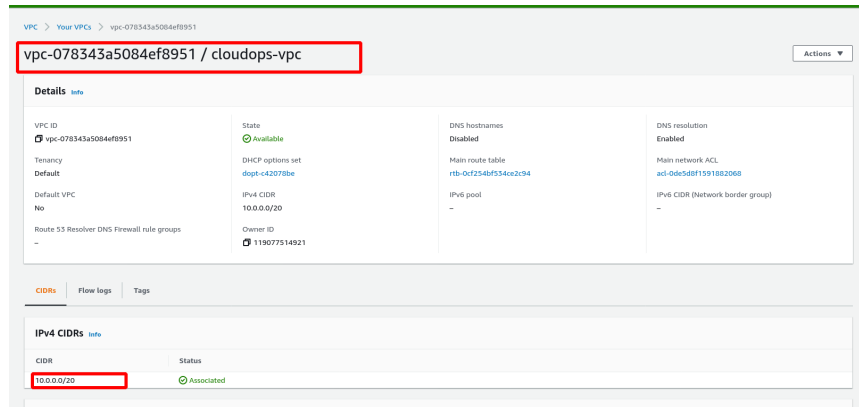 VPC > Your VPCs > vpc-078343a5084ef8951
vpc-078343a5084ef8951 / cloudops-vpc
Actions ▼
Details Info
VPC ID State DNS hostnames DNS resolution
vpc-078343a5084ef8951 Available Disabled Enabled
Tenancy DHCP options set Main route table Main network ACL
Default dopt-c42078be rtb-0cf254bf534ce2c94 acl-0de5d8f1591882068
Default VPC IPv4 CIDR IPv6 pool IPv6 CIDR (Network border group)
No 10.0.0.0/20 – –
Route 53 Resolver DNS Firewall rule groups Owner ID
– 119077514921
CIDRs Flow logs Tags
IPv4 CIDRs Info
CIDR Status
10.0.0.0/20 Associated